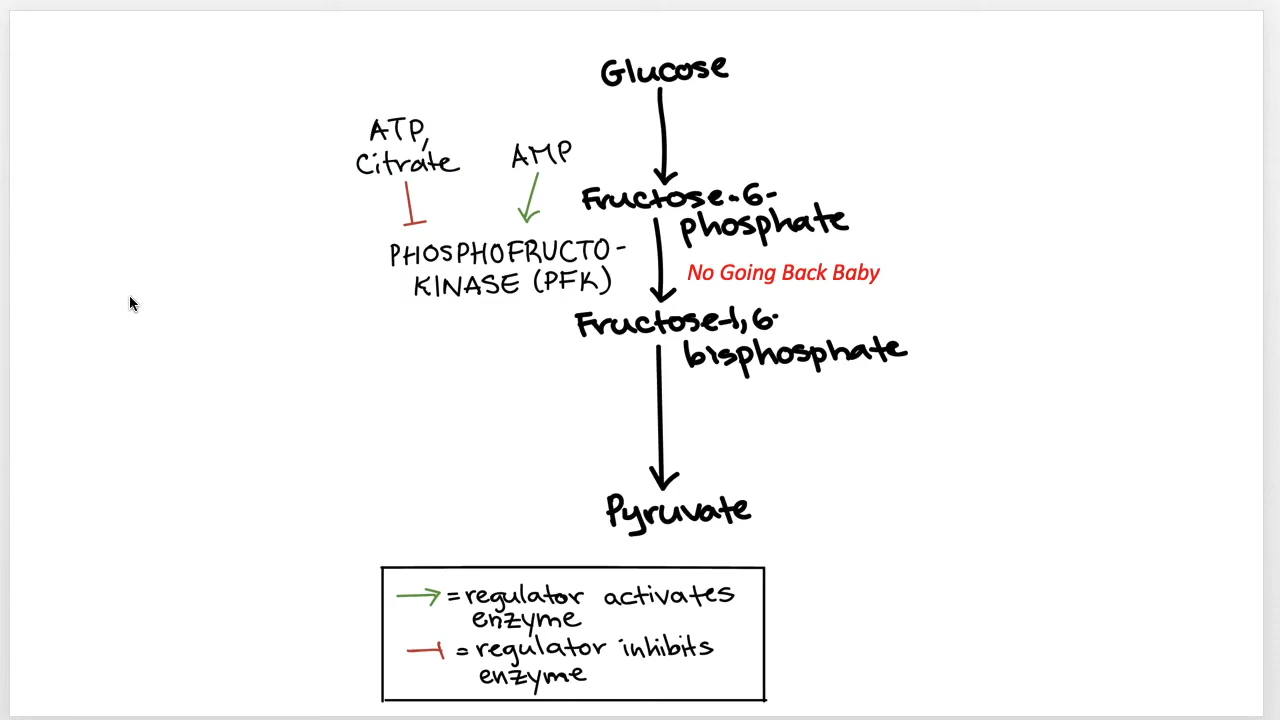 Glucose
ATP,
Citrate
AMP
Fructose-6-
phosphate
PHOSPHOFRUCTO-
KINASE (PFK)
No Going Back Baby
Fructose-1,6-
bisphosphate
Pyruvate
= regulator activates
enzyme
= regulator inhibits
enzyme